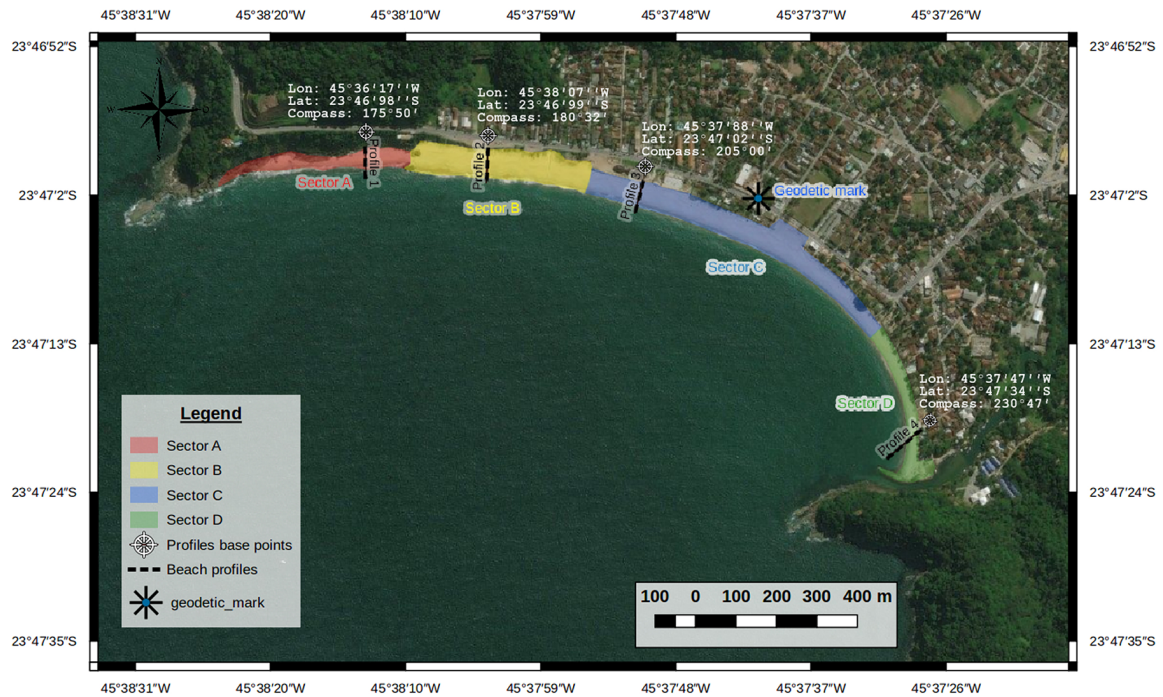 45°38'31"W 45°38'20"W 45°38'10"W 45°37'59"W 45°37'48"W 45°37'37"W 45°37'26"W
23°46'52"S 23°46'52"S
Lon: 45°36'17''W
Lat: 23°46'98''S
Compass: 175°50'
Lon: 45°38'07''W
Lat: 23°46'99''S
Compass: 180°32'
Lon: 45°37'88''W
Lat: 23°47'02''S
Compass: 205°00'
Profile 1
Profile 2
Profile 3
Sector A
Sector B
Geodetic mark
23°47'2"S 23°47'2"S
Sector C
23°47'13"S 23°47'13"S
Lon: 45°37'47''W
Lat: 23°47'34''S
Compass: 230°47'
Sector D
Profile 4
Legend
Sector A
Sector B
Sector C
Sector D
Profiles base points
Beach profiles
geodetic_mark
23°47'24"S 23°47'24"S
100 0 100 200 300 400 m
23°47'35"S 23°47'35"S
45°38'31"W 45°38'20"W 45°38'10"W 45°37'59"W 45°37'48"W 45°37'37"W 45°37'26"W